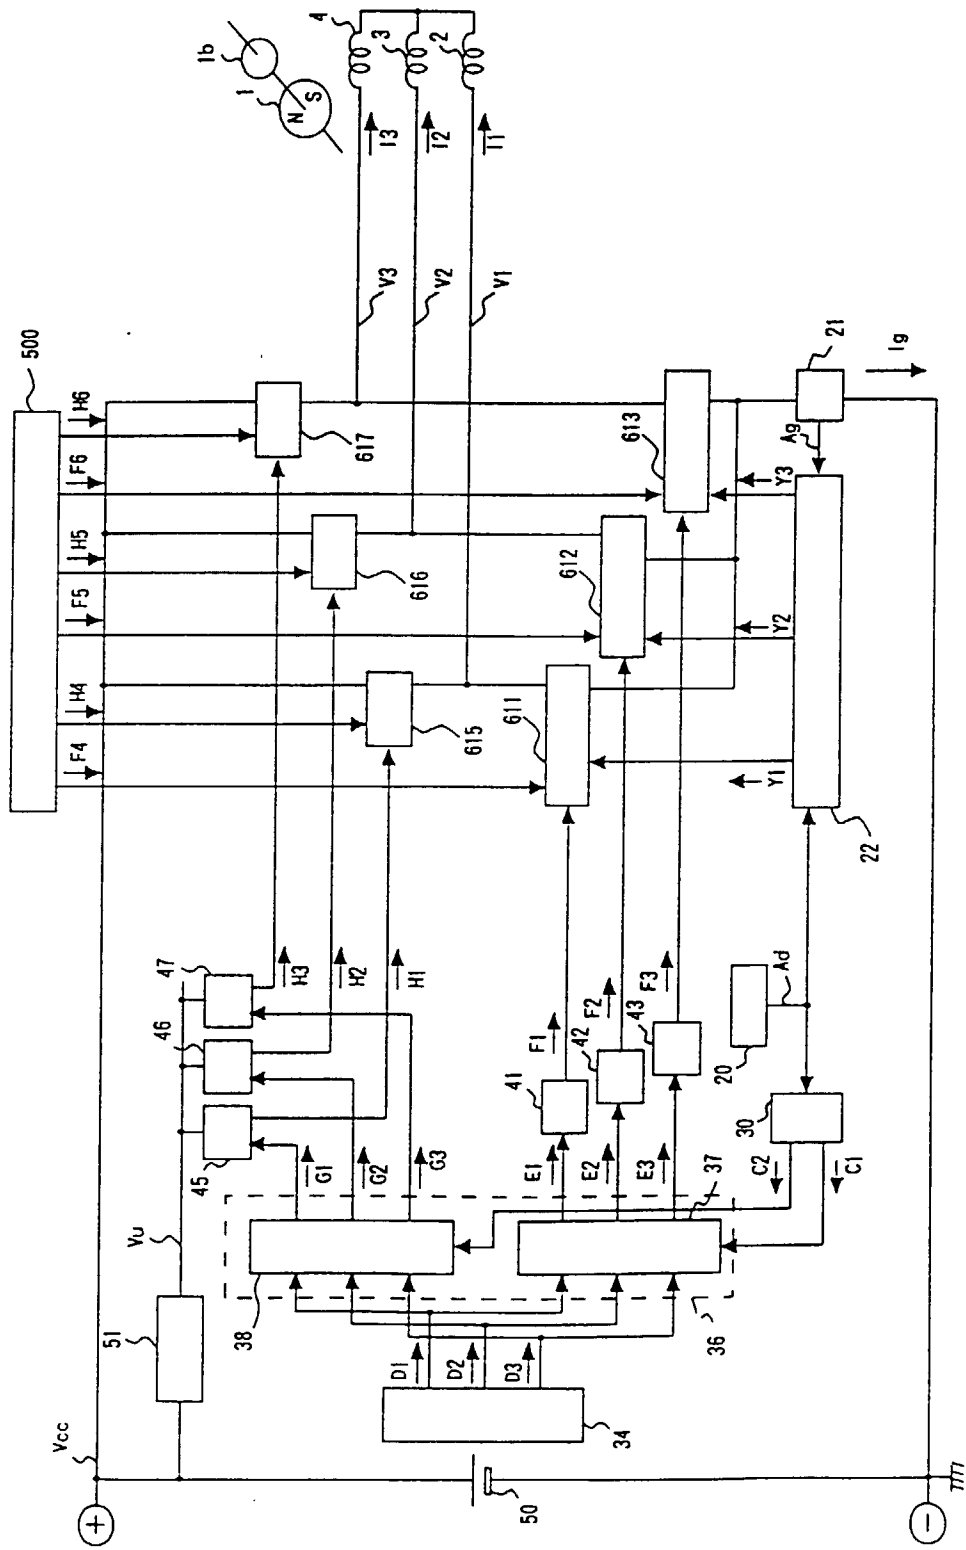 +
Vcc
51
Vu
45
46
47
500
F4
H4
F5
H5
F6
H6
1b
1
N
S
4
3
2
G1
G2
G3
H3
H2
H1
617
616
615
V3
V2
V1
I3
I2
I1
34
D1
D2
D3
38
37
36
E1
E2
E3
41
42
43
F1
F2
F3
611
612
613
50
C2
C1
30
20
Ad
22
Y1
Y2
Y3
Ag
21
Ig
−